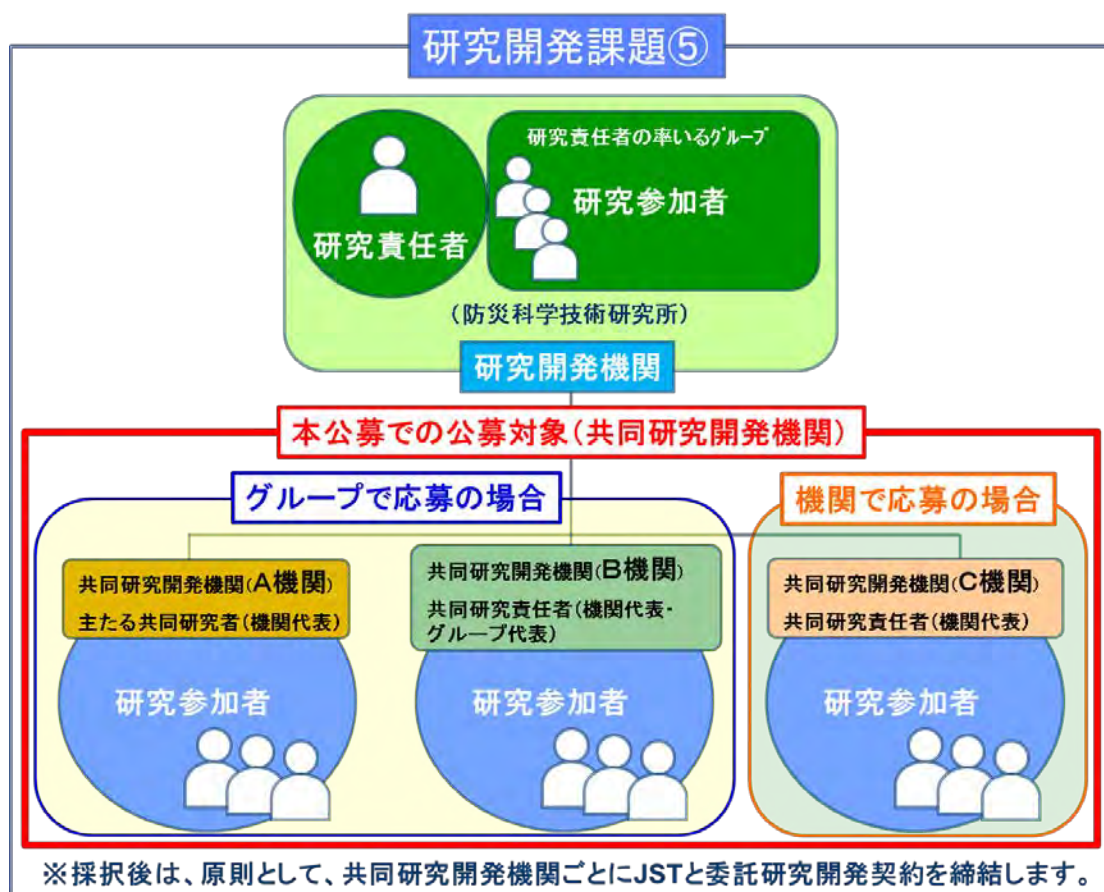 研究開発課題⑤
研究責任者の率いるグループ
研究参加者
研究責任者
（防災科学技術研究所）
研究開発機関
本公募での公募対象（共同研究開発機関）
グループで応募の場合
機関で応募の場合
共同研究開発機関（A機関）
主たる共同研究者（機関代表）
研究参加者
共同研究開発機関（B機関）
共同研究責任者（機関代表・
グループ代表）
研究参加者
共同研究開発機関（C機関）
共同研究責任者（機関代表）
研究参加者
※採択後は、原則として、共同研究開発機関ごとにJSTと委託研究開発契約を締結します。